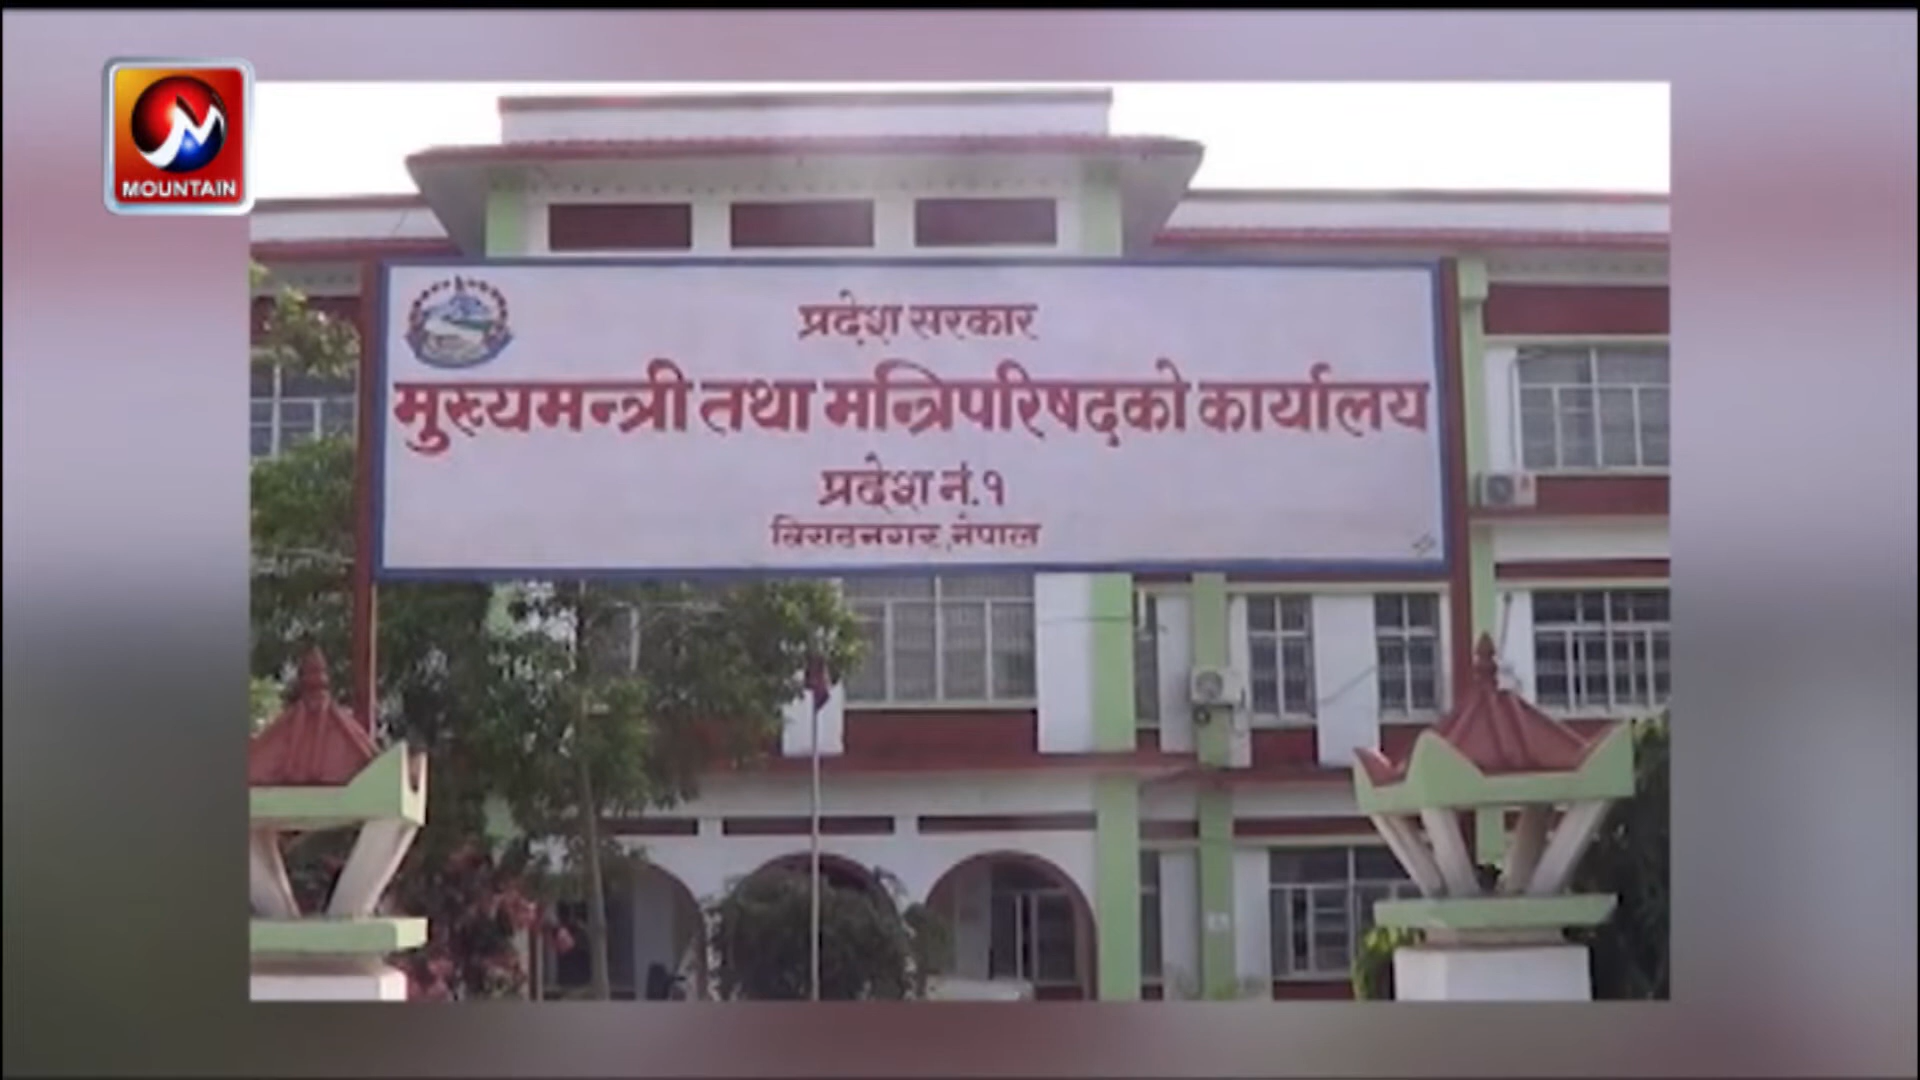 MOUNTAIN
प्रदेश सरकार
मुख्यमन्त्री तथा मन्त्रिपरिषद्को कार्यालय
प्रदेश नं. १
विराटनगर, नेपाल